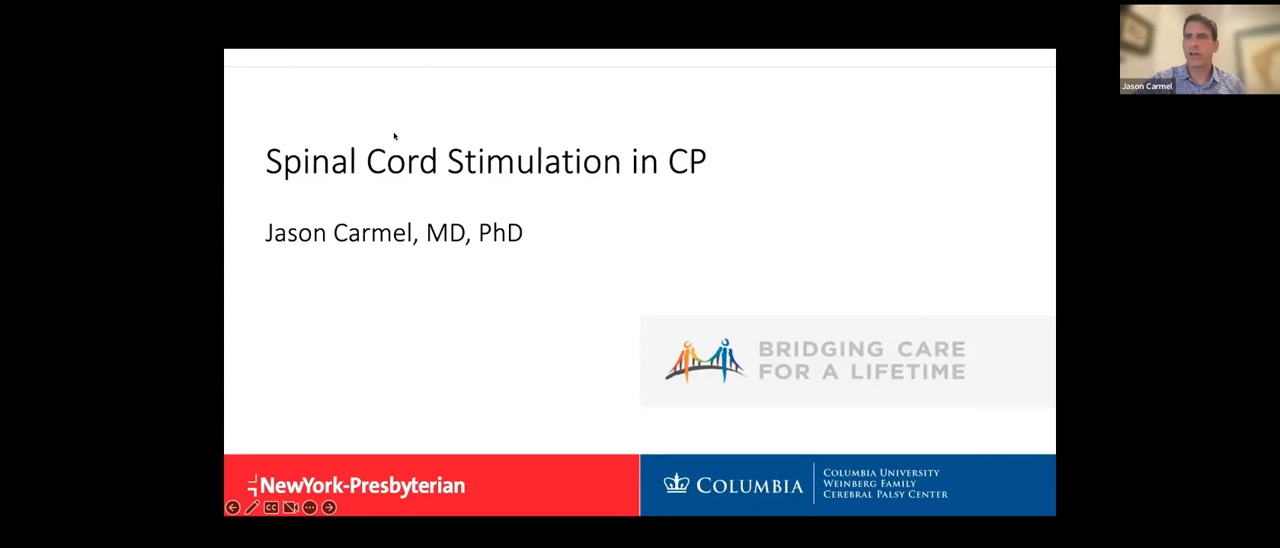 Jason Carmel
Spinal Cord Stimulation in CP
Jason Carmel, MD, PhD
BRIDGING CARE
FOR A LIFETIME
NewYork-Presbyterian
COLUMBIA
COLUMBIA UNIVERSITY
WEINBERG FAMILY
CEREBRAL PALSY CENTER
CC